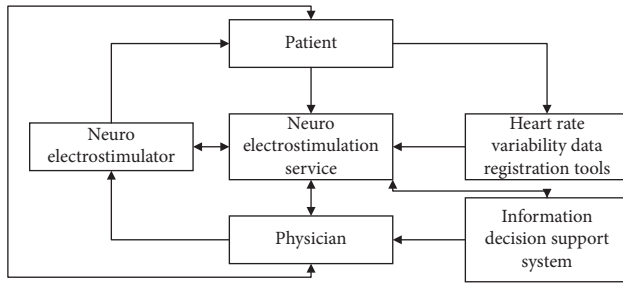 Patient
Neuro
electrostimulator
Neuro
electrostimulation
service
Heart rate
variability data
registration tools
Physician
Information
decision support
system